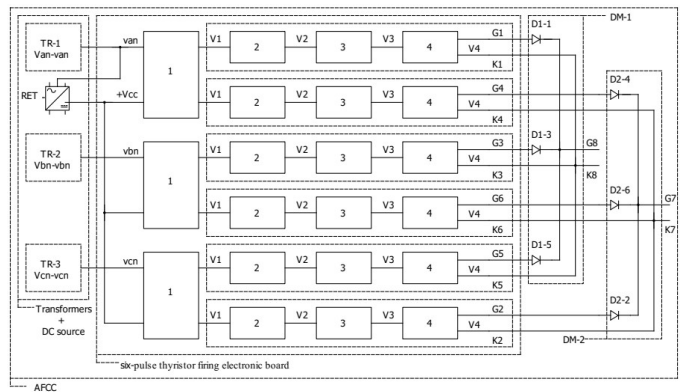 D1-1
DM-1
TR-1
Van-van
van
V1
2
V2
3
V3
4
G1
V4
K1
1
RET
+Vcc
V1
2
V2
3
V3
4
G4
V4
K4
D2-4
TR-2
Vbn-vbn
vbn
V1
2
V2
3
V3
4
G3
V4
K3
D1-3
G8
K8
1
V1
2
V2
3
V3
4
G6
V4
K6
D2-6
G7
K7
TR-3
Vcn-vcn
vcn
V1
2
V2
3
V3
4
G5
V4
K5
D1-5
1
V1
2
V2
3
V3
4
G2
V4
K2
D2-2
DM-2
Transformers
+
DC source
six-pulse thyristor firing electronic board
AFCC